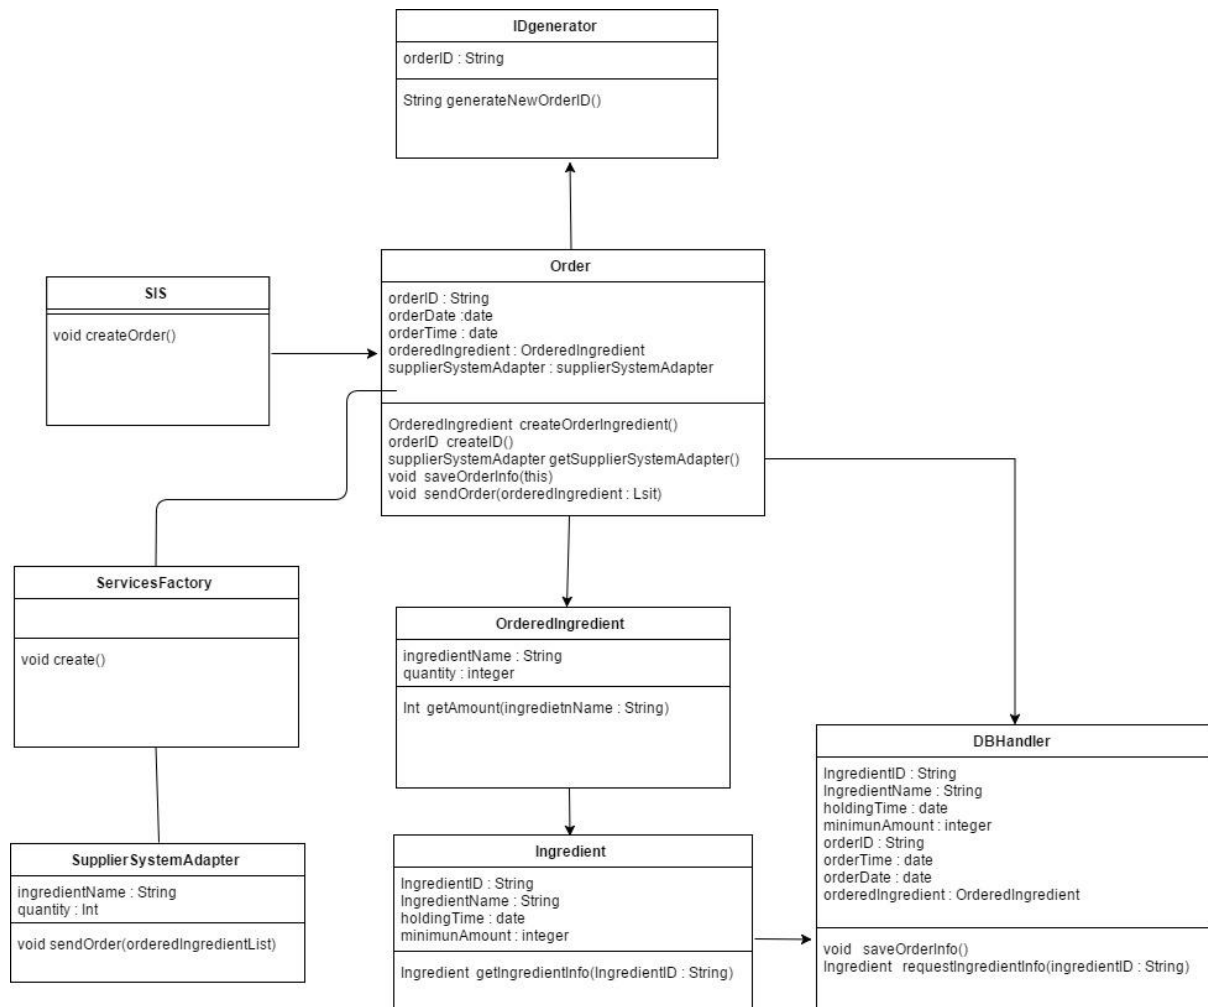 IDgenerator
orderID : String
String generateNewOrderID()
Order
orderID : String
orderDate :date
orderTime : date
orderedIngredient : OrderedIngredient
supplierSystemAdapter : supplierSystemAdapter
OrderedIngredient createOrderIngredient()
orderID createID()
supplierSystemAdapter getSupplierSystemAdapter()
void saveOrderInfo(this)
void sendOrder(orderedIngredient : Lsit)
SIS
void createOrder()
ServicesFactory
void create()
OrderedIngredient
ingredientName : String
quantity : integer
Int getAmount(ingredietnName : String)
DBHandler
IngredientID : String
IngredientName : String
holdingTime : date
minimunAmount : integer
orderID : String
orderTime : date
orderDate : date
orderedIngredient : OrderedIngredient
void saveOrderInfo()
Ingredient requestIngredientInfo(ingredientID : String)
SupplierSystemAdapter
ingredientName : String
quantity : Int
void sendOrder(orderedIngredientList)
Ingredient
IngredientID : String
IngredientName : String
holdingTime : date
minimunAmount : integer
Ingredient getIngredientInfo(IngredientID : String)